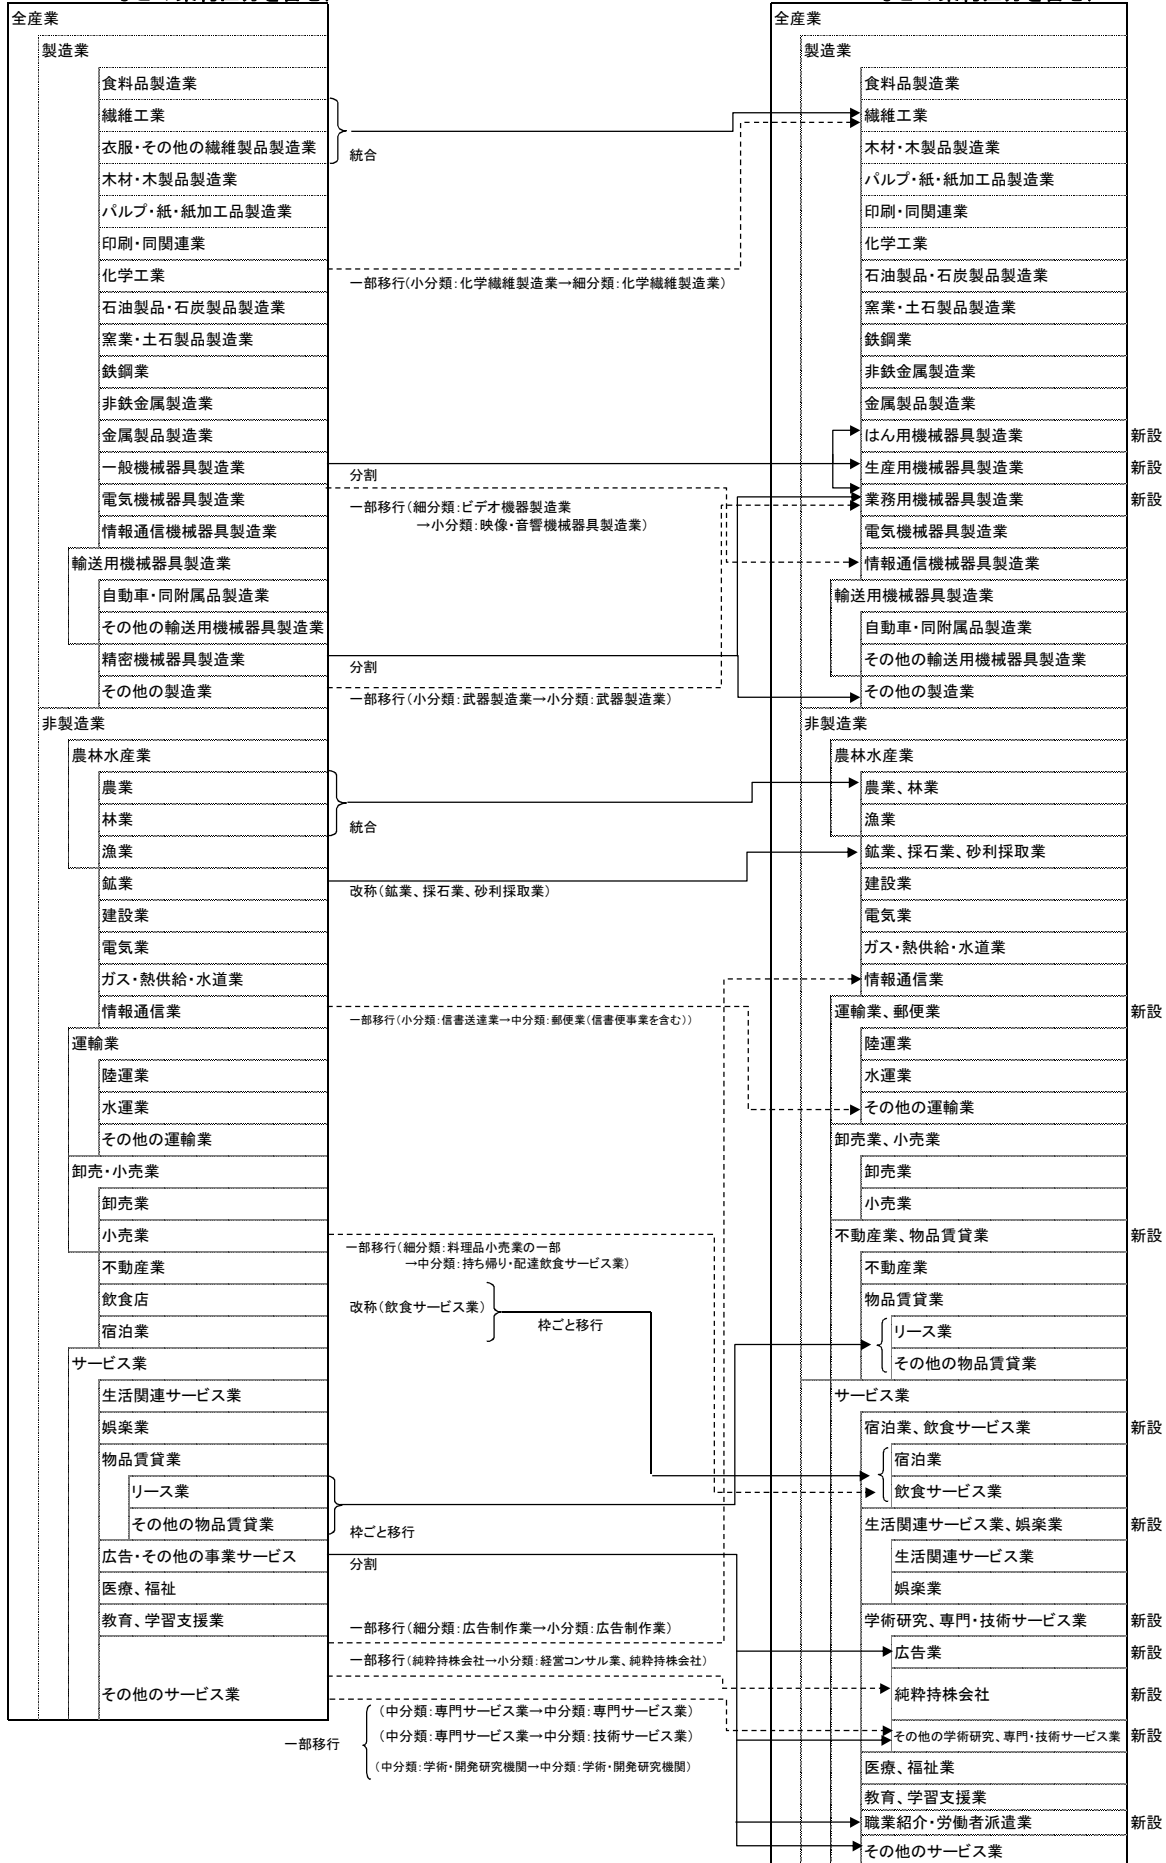 全産業
製造業
食料品製造業
繊維工業
衣服・その他の繊維製品製造業
木材・木製品製造業
パルプ・紙・紙加工品製造業
印刷・同関連業
化学工業
石油製品・石炭製品製造業
窯業・土石製品製造業
鉄鋼業
非鉄金属製造業
金属製品製造業
一般機械器具製造業
電気機械器具製造業
情報通信機械器具製造業
輸送用機械器具製造業
自動車・同附属品製造業
その他の輸送用機械器具製造業
精密機械器具製造業
その他の製造業
非製造業
農林水産業
農業
林業
漁業
鉱業
建設業
電気業
ガス・熱供給・水道業
情報通信業
運輸業
陸運業
水運業
その他の運輸業
卸売・小売業
卸売業
小売業
不動産業
飲食店
宿泊業
サービス業
生活関連サービス業
娯楽業
物品賃貸業
リース業
その他の物品賃貸業
広告・その他の事業サービス
医療、福祉
教育、学習支援業
その他のサービス業
統合
一部移行(小分類:化学繊維製造業→細分類:化学繊維製造業)
分割
一部移行(細分類:ビデオ機器製造業
→小分類:映像・音響機械器具製造業)
分割
一部移行(小分類:武器製造業→小分類:武器製造業)
統合
改称(鉱業、採石業、砂利採取業)
一部移行(小分類:信書送達業→中分類:郵便業(信書便事業を含む))
一部移行(細分類:料理品小売業の一部
→中分類:持ち帰り・配達飲食サービス業)
改称(飲食サービス業)
枠ごと移行
枠ごと移行
分割
一部移行(細分類:広告制作業→小分類:広告制作業)
一部移行(純粋持株会社→小分類:経営コンサル業、純粋持株会社)
一部移行
(中分類:専門サービス業→中分類:専門サービス業)
(中分類:専門サービス業→中分類:技術サービス業)
(中分類:学術・開発研究機関→中分類:学術・開発研究機関)
全産業
製造業
食料品製造業
繊維工業
木材・木製品製造業
パルプ・紙・紙加工品製造業
印刷・同関連業
化学工業
石油製品・石炭製品製造業
窯業・土石製品製造業
鉄鋼業
非鉄金属製造業
金属製品製造業
はん用機械器具製造業 新設
生産用機械器具製造業 新設
業務用機械器具製造業 新設
電気機械器具製造業
情報通信機械器具製造業
輸送用機械器具製造業
自動車・同附属品製造業
その他の輸送用機械器具製造業
その他の製造業
非製造業
農林水産業
農業、林業
漁業
鉱業、採石業、砂利採取業
建設業
電気業
ガス・熱供給・水道業
情報通信業
運輸業、郵便業 新設
陸運業
水運業
その他の運輸業
卸売業、小売業
卸売業
小売業
不動産業、物品賃貸業 新設
不動産業
物品賃貸業
リース業
その他の物品賃貸業
サービス業
宿泊業、飲食サービス業 新設
宿泊業
飲食サービス業
生活関連サービス業、娯楽業 新設
生活関連サービス業
娯楽業
学術研究、専門・技術サービス業 新設
広告業 新設
純粋持株会社 新設
その他の学術研究、専門・技術サービス業 新設
医療、福祉業
教育、学習支援業
職業紹介・労働者派遣業 新設
その他のサービス業